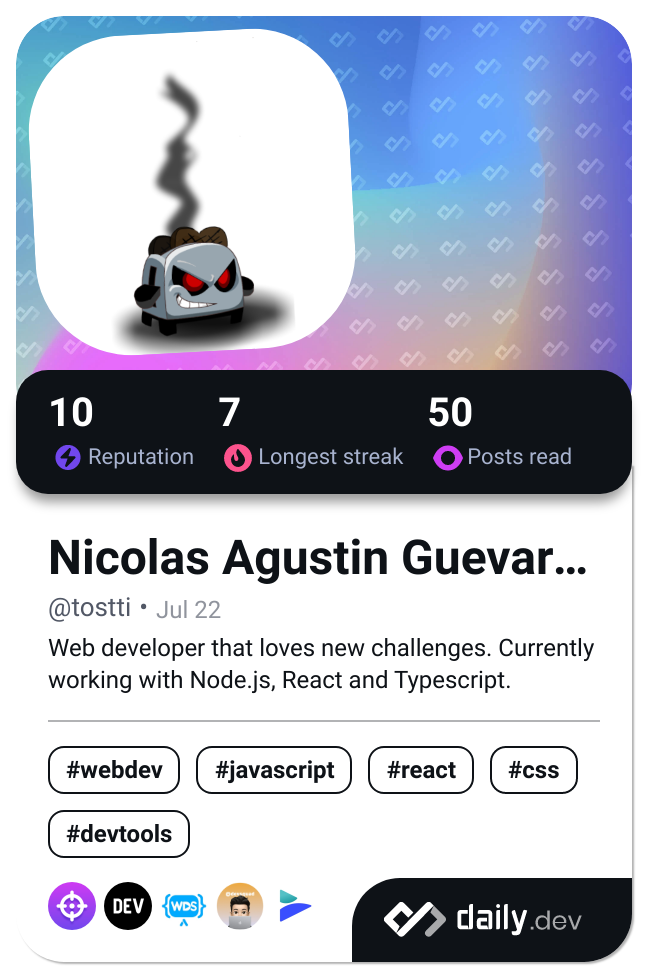 10 7 50
Reputation Longest streak Posts read
Nicolas Agustin Guevar...
@tostti • Jul 22
Web developer that loves new challenges. Currently
working with Node.js, React and Typescript.
#webdev #javascript #react #css
#devtools
DEV WDS
daily.dev